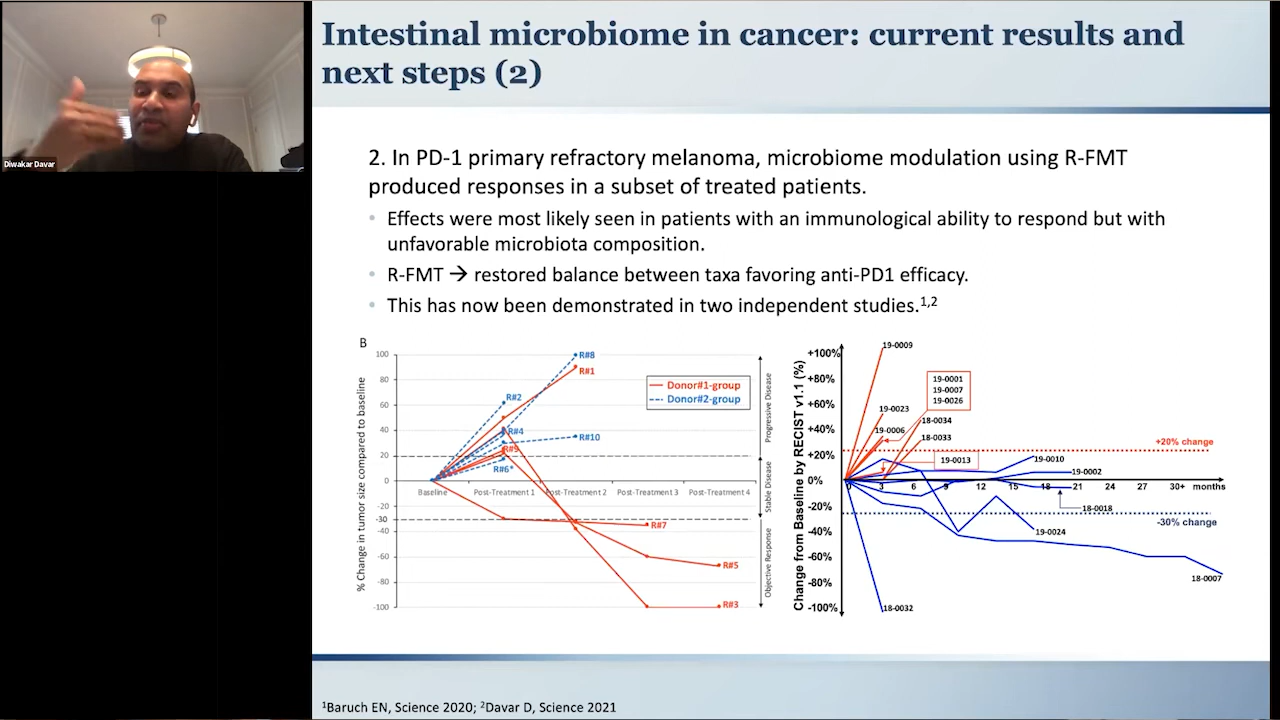 Diwakar Davar
Intestinal microbiome in cancer: current results and
next steps (2)
2. In PD-1 primary refractory melanoma, microbiome modulation using R-FMT
produced responses in a subset of treated patients.
• Effects were most likely seen in patients with an immunological ability to respond but with
unfavorable microbiota composition.
• R-FMT → restored balance between taxa favoring anti-PD1 efficacy.
• This has now been demonstrated in two independent studies.1,2
B
% Change in tumor size compared to baseline
100
80
60
40
20
0
-20
-30
-40
-60
-80
-100
Baseline
Post-Treatment 1
Post-Treatment 2
Post-Treatment 3
Post-Treatment 4
R#8
R#1
R#2
R#4
R#10
R#9
R#6*
R#7
R#5
R#3
Donor#1-group
Donor#2-group
Progressive Disease
Stable Disease
Objective Response
Change from Baseline by RECIST v1.1 (%)
+100%
+80%
+60%
+40%
+20%
0%
-20%
-40%
-60%
-80%
-100%
0 3 6 9 12 15 18 21 24 27 30+ months
19-0009
19-0001
19-0007
19-0026
19-0023
18-0034
19-0006
18-0033
+20% change
19-0013
19-0010
19-0002
18-0018
-30% change
19-0024
18-0007
18-0032
1Baruch EN, Science 2020; 2Davar D, Science 2021